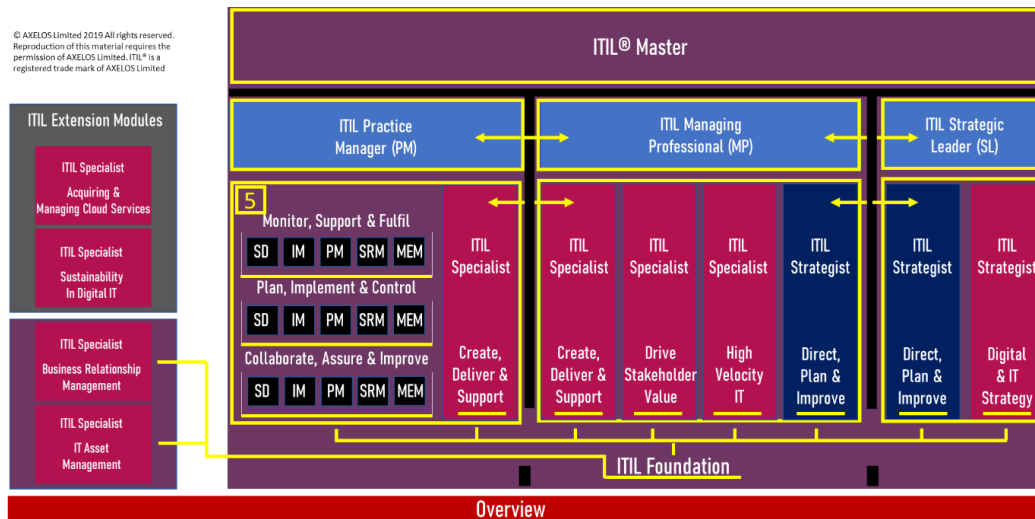 © AXELOS Limited 2019 All rights reserved.
Reproduction of this material requires the
permission of AXELOS Limited. ITIL® is a
registered trade mark of AXELOS Limited
ITIL® Master
ITIL Practice
Manager (PM)
ITIL Managing
Professional (MP)
ITIL Strategic
Leader (SL)
ITIL Extension Modules
ITIL Specialist
Acquiring &
Managing Cloud Services
ITIL Specialist
Sustainability
In Digital IT
ITIL Specialist
Business Relationship
Management
ITIL Specialist
IT Asset
Management
5
Monitor, Support & Fulfil
SD IM PM SRM MEM
Plan, Implement & Control
SD IM PM SRM MEM
Collaborate, Assure & Improve
SD IM PM SRM MEM
ITIL
Specialist
Create,
Deliver &
Support
ITIL
Specialist
Create,
Deliver &
Support
ITIL
Specialist
Drive
Stakeholder
Value
ITIL
Specialist
High
Velocity
IT
ITIL
Strategist
Direct,
Plan &
Improve
ITIL
Strategist
Direct,
Plan &
Improve
ITIL
Strategist
Digital
& IT
Strategy
ITIL Foundation
Overview